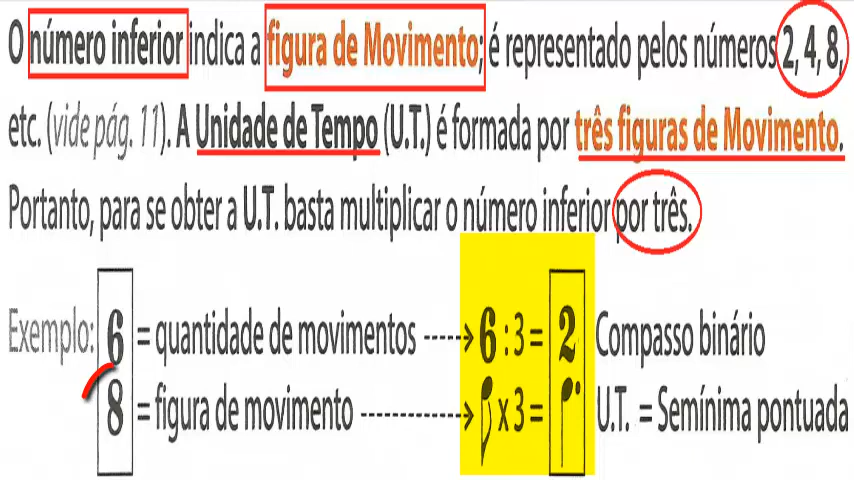 O número inferior indica a figura de Movimento; é representado pelos números 2, 4, 8,
etc. (vide pág. 11). A Unidade de Tempo (U.T.) é formada por três figuras de Movimento.
Portanto, para se obter a U.T. basta multiplicar o número inferior por três.
Exemplo: 6 = quantidade de movimentos ----> 6 : 3 = 2 Compasso binário
8 = figura de movimento ----> ♪ x 3 = ♩. U.T. = Semínima pontuada